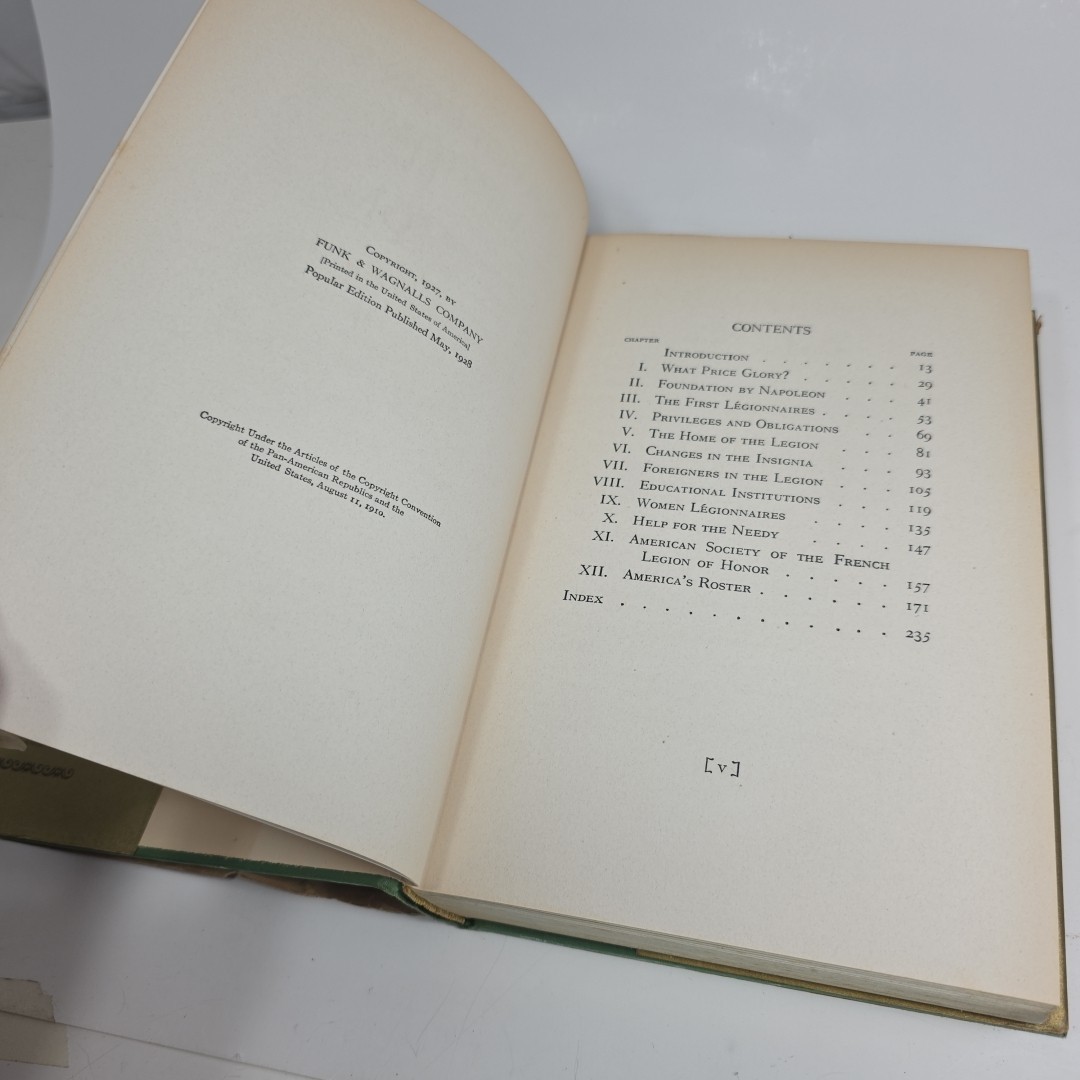 Copyright, 1927, by
FUNK & WAGNALLS COMPANY
[Printed in the United States of America]
Popular Edition Published May, 1928
Copyright Under the Articles of the Copyright Convention
of the Pan-American Republics and the
United States, August 11, 1910.
CONTENTS
CHAPTER PAGE
Introduction . . . . . . . 13
I. What Price Glory? . . . . . 29
II. Foundation by Napoleon . . . 41
III. The First Légionnaires . . . . 53
IV. Privileges and Obligations . . 69
V. The Home of the Legion . . . 81
VI. Changes in the Insignia . . . 93
VII. Foreigners in the Legion . . . 105
VIII. Educational Institutions . . . 119
IX. Women Légionnaires . . . . 135
X. Help for the Needy . . . . 147
XI. American Society of the French
Legion of Honor . . . . . 157
XII. America's Roster . . . . . . 171
Index . . . . . . . . . . . . 235
[v]